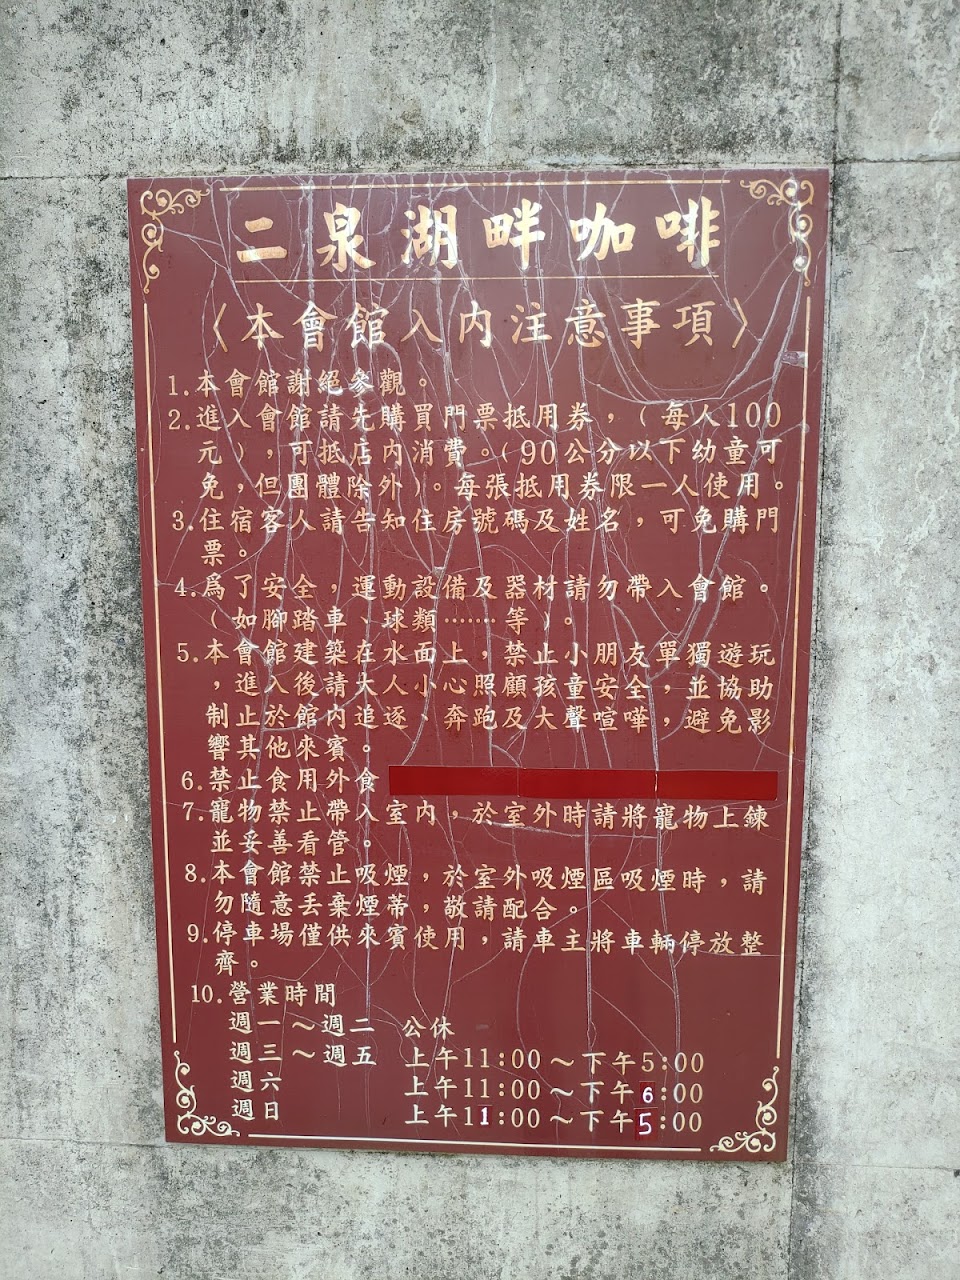 二泉湖畔咖啡
〈本會館入內注意事項〉
1.本會館謝絕參觀。
2.進入會館請先購買門票抵用券，（每人100
元），可抵店內消費。（90公分以下幼童可
免，但團體除外）。每張抵用券限一人使用。
3.住宿客人請告知住房號碼及姓名，可免購門
票。
4.為了安全，運動設備及器材請勿帶入會館。
（如腳踏車、球類……等）。
5.本會館建築在水面上，禁止小朋友單獨遊玩
，進入後請大人小心照顧孩童安全，並協助
制止於館內追逐、奔跑及大聲喧嘩，避免影
響其他來賓。
6.禁止食用外食
7.寵物禁止帶入室內，於室外時請將寵物上鍊
並妥善看管。
8.本會館禁止吸煙，於室外吸煙區吸煙時，請
勿隨意丟棄煙蒂，敬請配合。
9.停車場僅供來賓使用，請車主將車輛停放整
齊。
10.營業時間
週一～週二 公休
週三～週五 上午11:00～下午5:00
週六 上午11:00～下午6:00
週日 上午11:00～下午5:00